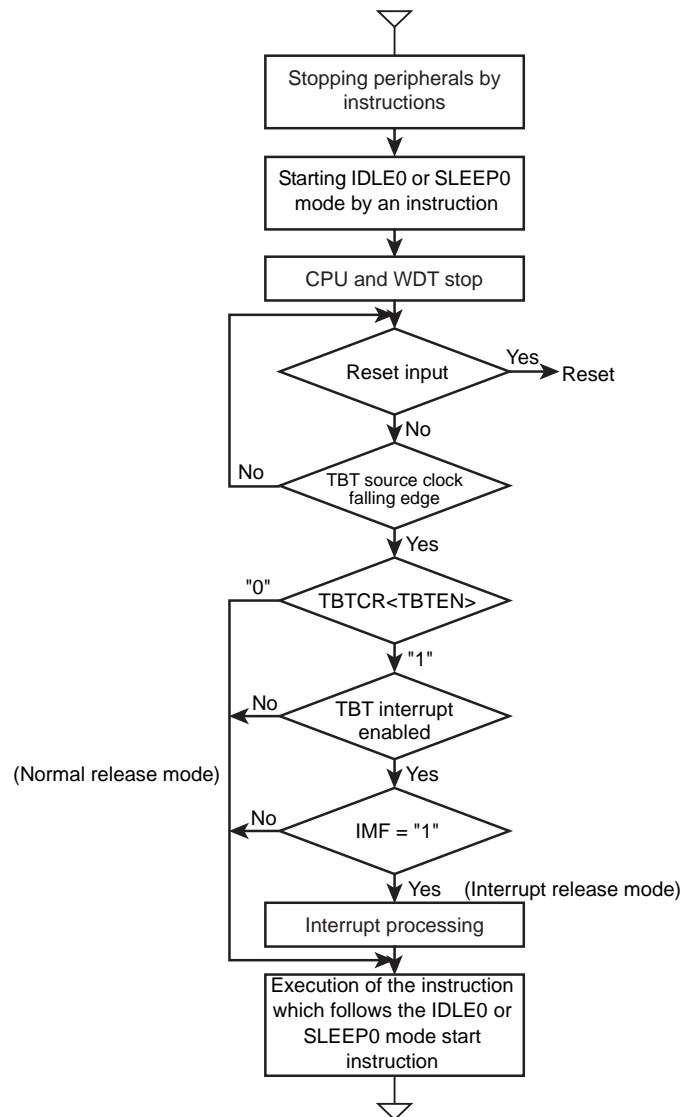 Stopping peripherals by
instructions
Starting IDLE0 or SLEEP0
mode by an instruction
CPU and WDT stop
Reset input
Yes
Reset
No
No
TBT source clock
falling edge
Yes
"0"
TBTCR<TBTEN>
"1"
No
TBT interrupt
enabled
(Normal release mode)
Yes
No
IMF = "1"
Yes
(Interrupt release mode)
Interrupt processing
Execution of the instruction
which follows the IDLE0 or
SLEEP0 mode start
instruction